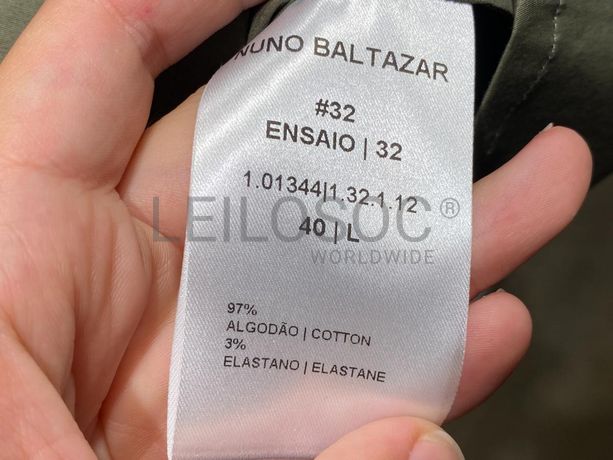 NUNO BALTAZAR
#32
ENSAIO | 32
1.01344|1.32.1.12
40 | L
LEILOSOC®
WORLDWIDE
97%
ALGODÃO | COTTON
3%
ELASTANO | ELASTANE